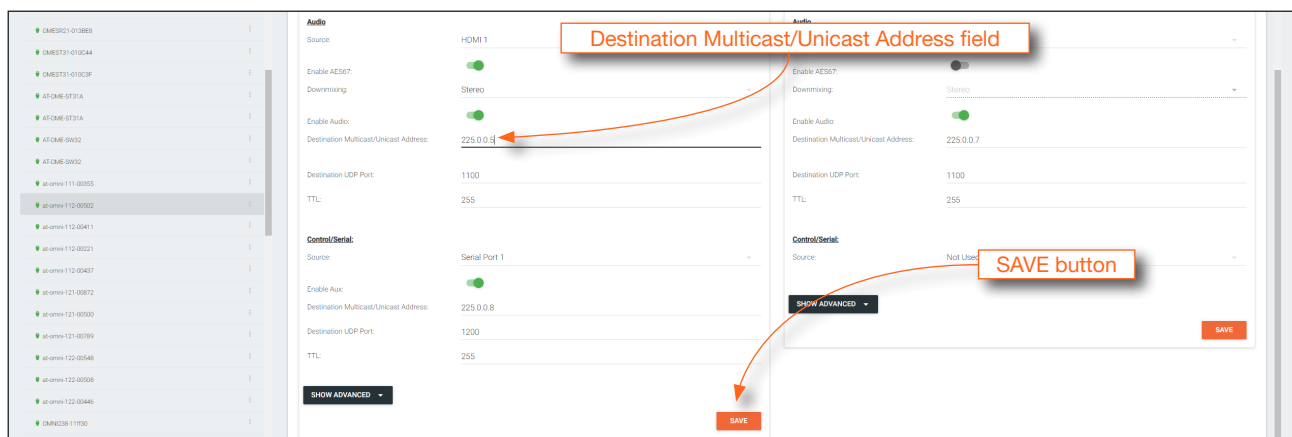 OMESR21-013BE6
OMEST31-010C44
OMEST31-010C3F
AT-OME-ST31A
AT-OME-ST31A
AT-OME-SW32
AT-OME-SW32
at-omni-111-00355
at-omni-112-00502
at-omni-112-00411
at-omni-112-00221
at-omni-112-00437
at-omni-121-00872
at-omni-121-00500
at-omni-121-00789
at-omni-122-00548
at-omni-122-00508
at-omni-122-00446
OMNI238-11ff30
Audio
Source: HDMI 1
Enable AES67:
Downmixing: Stereo
Enable Audio:
Destination Multicast/Unicast Address: 225.0.0.5
Destination UDP Port: 1100
TTL: 255
Control/Serial:
Source: Serial Port 1
Enable Aux:
Destination Multicast/Unicast Address: 225.0.0.8
Destination UDP Port: 1200
TTL: 255
SHOW ADVANCED
SAVE
Destination Multicast/Unicast Address field
Audio
Enable AES67:
Downmixing: Stereo
Enable Audio:
Destination Multicast/Unicast Address: 225.0.0.7
Destination UDP Port: 1100
TTL: 255
Control/Serial:
Source: Not Used
SAVE button
SHOW ADVANCED
SAVE